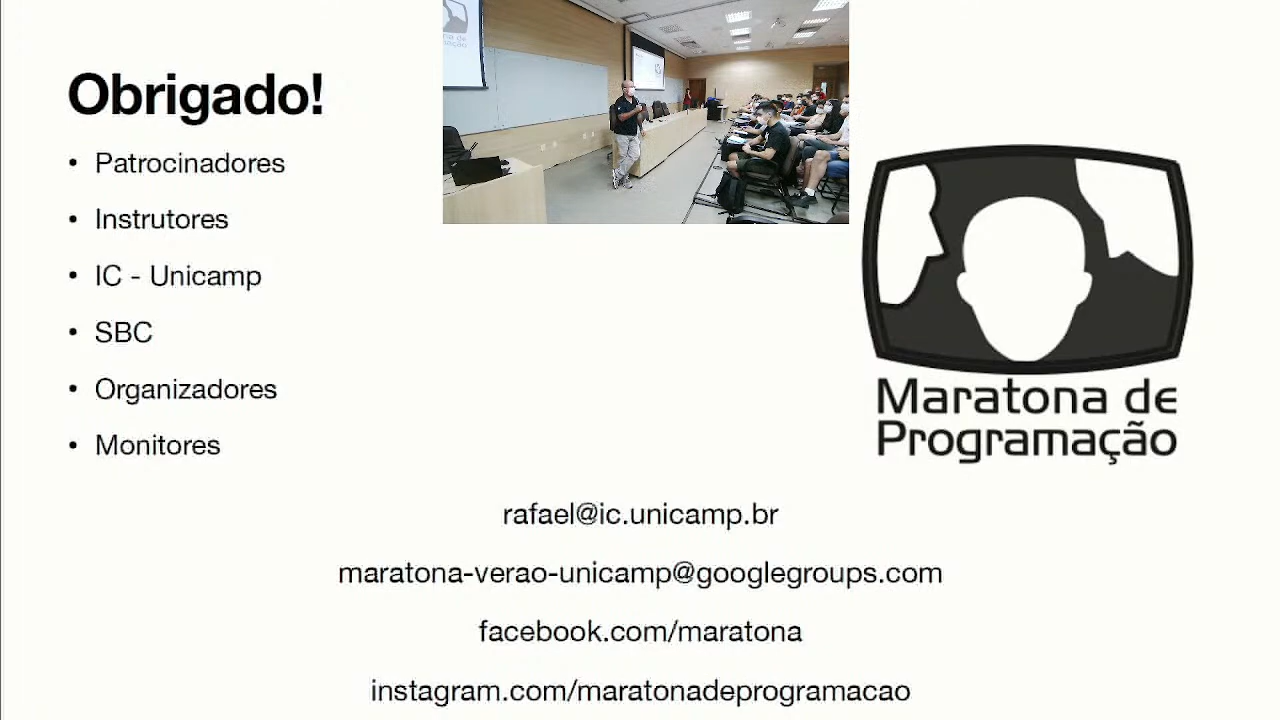 Obrigado!
• Patrocinadores
• Instrutores
• IC - Unicamp
• SBC
• Organizadores
• Monitores
Maratona de
Programação
rafael@ic.unicamp.br
maratona-verao-unicamp@googlegroups.com
facebook.com/maratona
instagram.com/maratonadeprogramacao